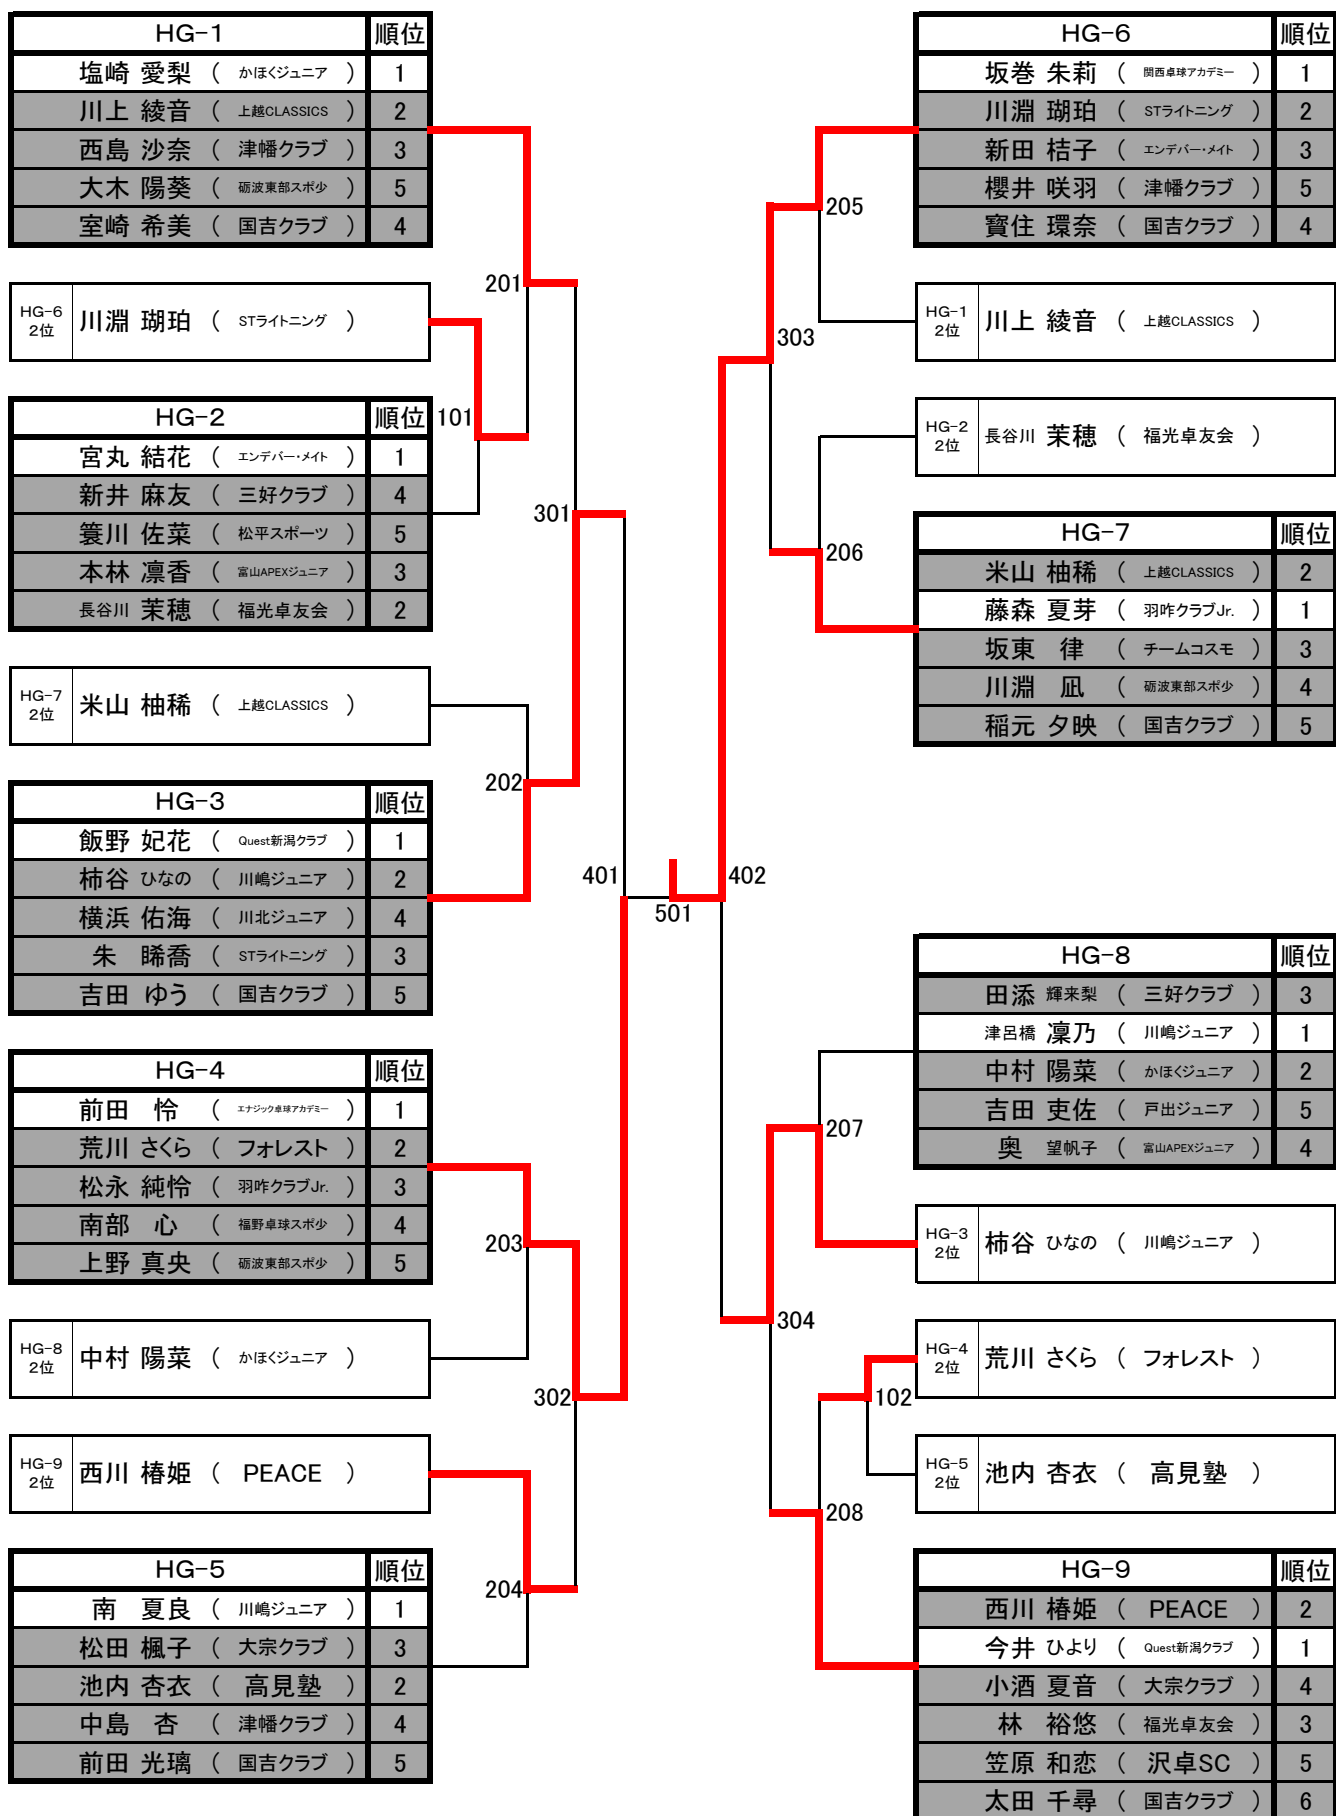 HG-1 順位
塩崎 愛梨 ( かほくジュニア ) 1
川上 綾音 ( 上越CLASSICS ) 2
西島 沙奈 ( 津幡クラブ ) 3
大木 陽葵 ( 砺波東部スポ少 ) 5
室崎 希美 ( 国吉クラブ ) 4
201
HG-6 2位 川淵 瑚珀 ( STライトニング )
101
HG-2 順位
宮丸 結花 ( エンデバー・メイト ) 1
新井 麻友 ( 三好クラブ ) 4
簑川 佐菜 ( 松平スポーツ ) 5
本林 凛香 ( 富山APEXジュニア ) 3
長谷川 茉穂 ( 福光卓友会 ) 2
301
HG-7 2位 米山 柚稀 ( 上越CLASSICS )
202
HG-3 順位
飯野 妃花 ( Quest新潟クラブ ) 1
柿谷 ひなの ( 川嶋ジュニア ) 2
横浜 佑海 ( 川北ジュニア ) 4
朱 晞喬 ( STライトニング ) 3
吉田 ゆう ( 国吉クラブ ) 5
401
501
HG-4 順位
前田 怜 ( エナジック卓球アカデミー ) 1
荒川 さくら ( フォレスト ) 2
松永 純怜 ( 羽咋クラブJr. ) 3
南部 心 ( 福野卓球スポ少 ) 4
上野 真央 ( 砺波東部スポ少 ) 5
203
HG-8 2位 中村 陽菜 ( かほくジュニア )
302
HG-9 2位 西川 椿姫 ( PEACE )
204
HG-5 順位
南 夏良 ( 川嶋ジュニア ) 1
松田 楓子 ( 大宗クラブ ) 3
池内 杏衣 ( 高見塾 ) 2
中島 杏 ( 津幡クラブ ) 4
前田 光璃 ( 国吉クラブ ) 5
HG-6 順位
坂巻 朱莉 ( 関西卓球アカデミー ) 1
川淵 瑚珀 ( STライトニング ) 2
新田 桔子 ( エンデバー・メイト ) 3
櫻井 咲羽 ( 津幡クラブ ) 5
寳住 環奈 ( 国吉クラブ ) 4
205
HG-1 2位 川上 綾音 ( 上越CLASSICS )
303
HG-2 2位 長谷川 茉穂 ( 福光卓友会 )
206
HG-7 順位
米山 柚稀 ( 上越CLASSICS ) 2
藤森 夏芽 ( 羽咋クラブJr. ) 1
坂東 律 ( チームコスモ ) 3
川淵 凪 ( 砺波東部スポ少 ) 4
稲元 夕映 ( 国吉クラブ ) 5
402
HG-8 順位
田添 輝来梨 ( 三好クラブ ) 3
津呂橋 凜乃 ( 川嶋ジュニア ) 1
中村 陽菜 ( かほくジュニア ) 2
吉田 吏佐 ( 戸出ジュニア ) 5
奥 望帆子 ( 富山APEXジュニア ) 4
207
HG-3 2位 柿谷 ひなの ( 川嶋ジュニア )
304
HG-4 2位 荒川 さくら ( フォレスト )
102
HG-5 2位 池内 杏衣 ( 高見塾 )
208
HG-9 順位
西川 椿姫 ( PEACE ) 2
今井 ひより ( Quest新潟クラブ ) 1
小酒 夏音 ( 大宗クラブ ) 4
林 裕悠 ( 福光卓友会 ) 3
笠原 和恋 ( 沢卓SC ) 5
太田 千尋 ( 国吉クラブ ) 6